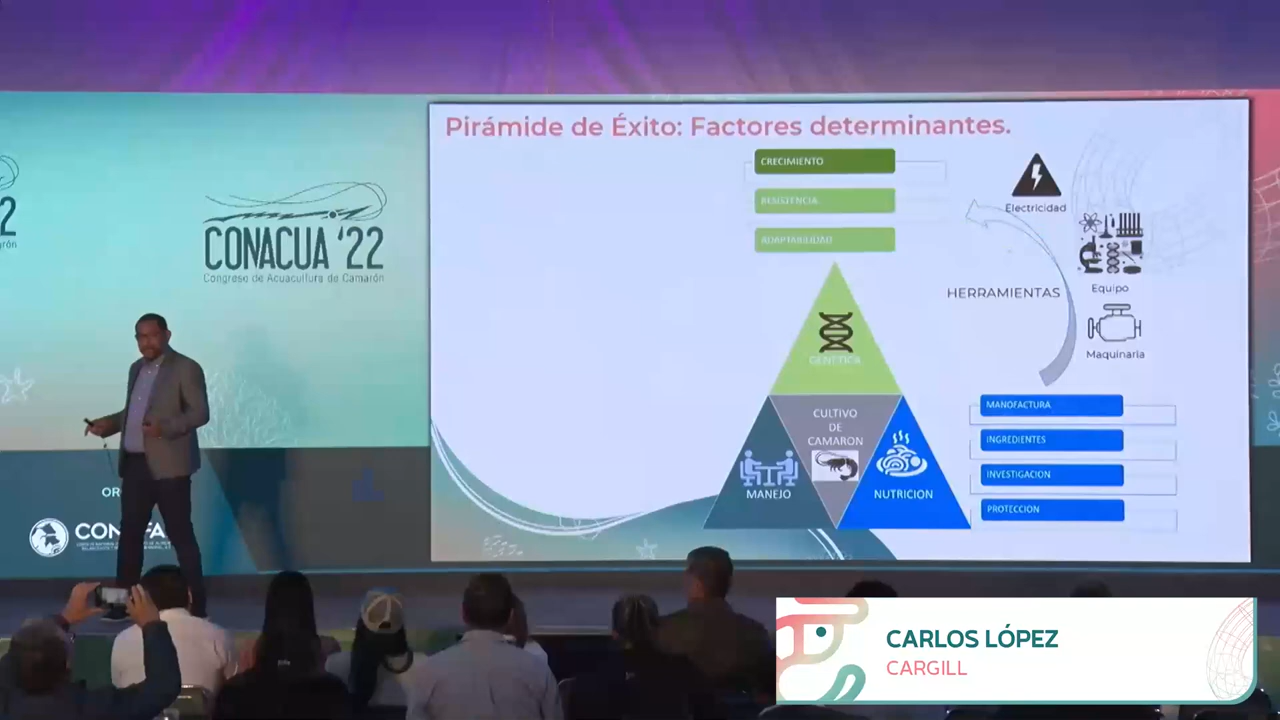 Pirámide de Éxito: Factores determinantes.
CRECIMIENTO
RESISTENCIA
ADAPTABILIDAD
Electricidad
Equipo
HERRAMIENTAS
Maquinaria
GENETICA
CULTIVO
DE
CAMARON
MANEJO
NUTRICION
MANOFACTURA
INGREDIENTES
INVESTIGACION
PROTECCION
2
CONACUA '22
Congreso de Acuacultura de Camarón
CARLOS LÓPEZ
CARGILL